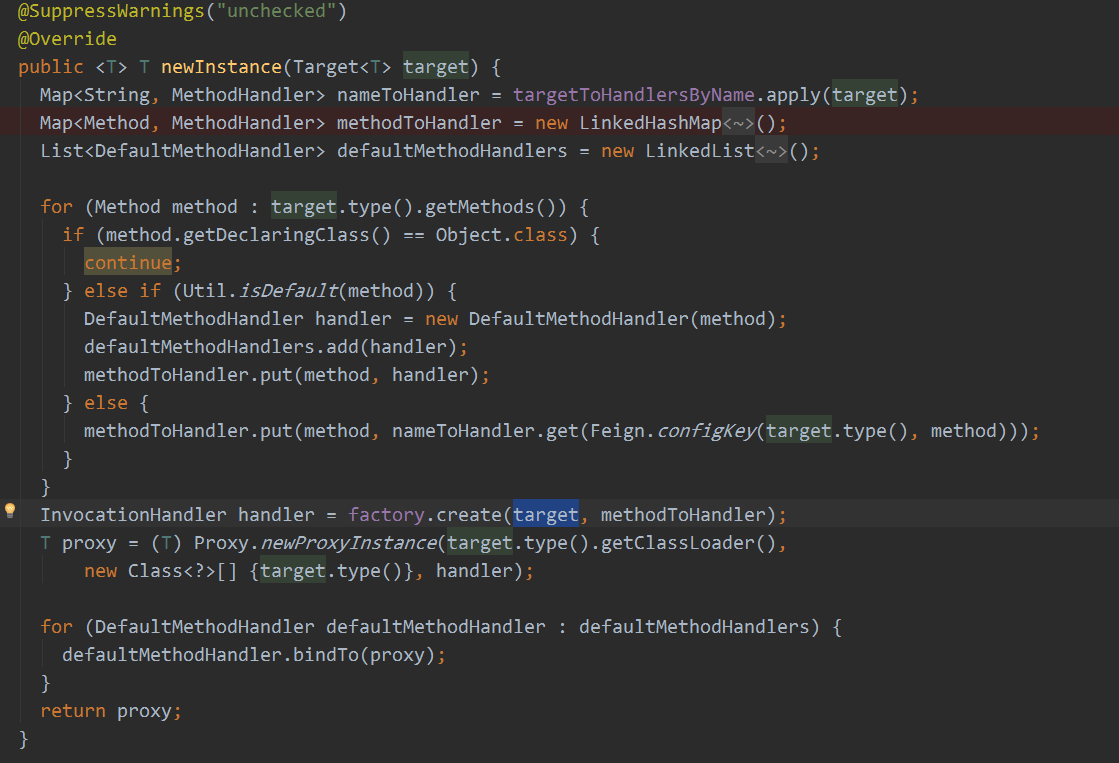 @SuppressWarnings("unchecked")
@Override
public <T> T newInstance(Target<T> target) {
Map<String, MethodHandler> nameToHandler = targetToHandlersByName.apply(target);
Map<Method, MethodHandler> methodToHandler = new LinkedHashMap<~>();
List<DefaultMethodHandler> defaultMethodHandlers = new LinkedList<~>();
for (Method method : target.type().getMethods()) {
if (method.getDeclaringClass() == Object.class) {
continue;
} else if (Util.isDefault(method)) {
DefaultMethodHandler handler = new DefaultMethodHandler(method);
defaultMethodHandlers.add(handler);
methodToHandler.put(method, handler);
} else {
methodToHandler.put(method, nameToHandler.get(Feign.configKey(target.type(), method)));
}
}
InvocationHandler handler = factory.create(target, methodToHandler);
T proxy = (T) Proxy.newProxyInstance(target.type().getClassLoader(),
new Class<?>[] {target.type()}, handler);
for (DefaultMethodHandler defaultMethodHandler : defaultMethodHandlers) {
defaultMethodHandler.bindTo(proxy);
}
return proxy;
}